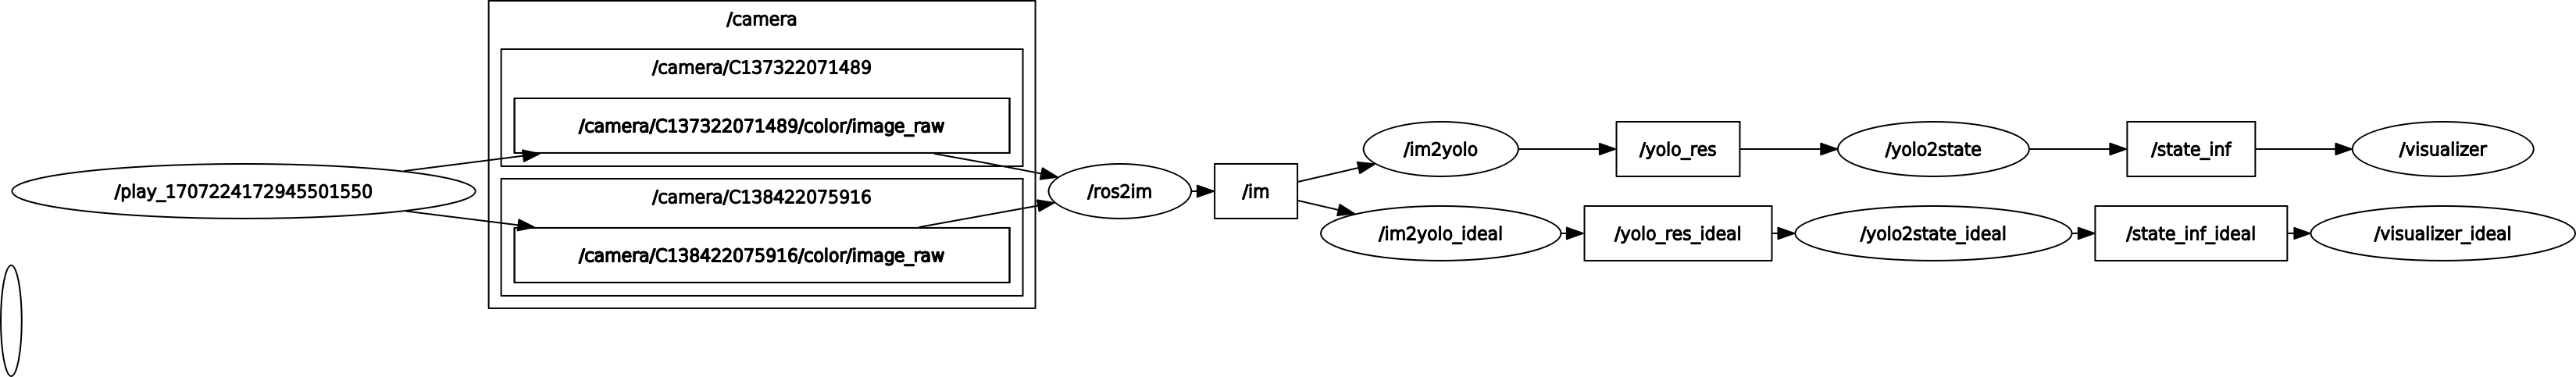 /camera
/camera/C137322071489
/camera/C137322071489/color/image_raw
/play_1707224172945501550
/camera/C138422075916
/camera/C138422075916/color/image_raw
/ros2im
/im
/im2yolo
/yolo_res
/yolo2state
/state_inf
/visualizer
/im2yolo_ideal
/yolo_res_ideal
/yolo2state_ideal
/state_inf_ideal
/visualizer_ideal